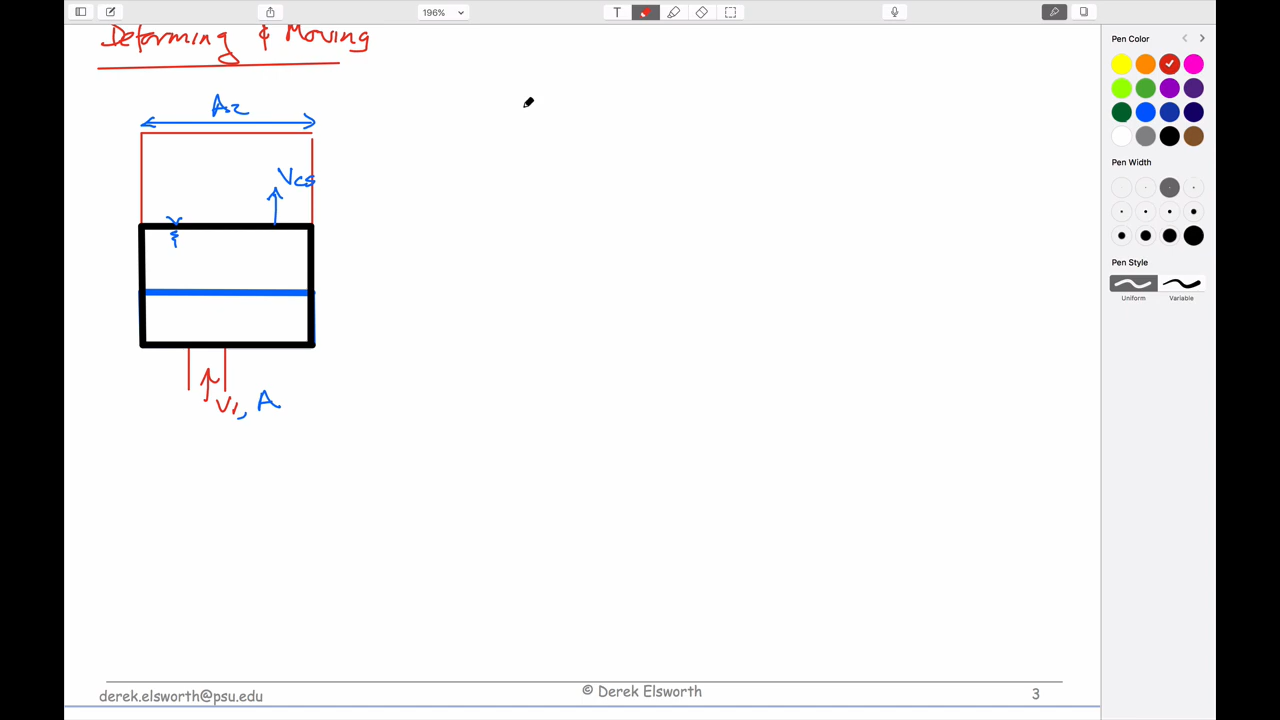 196%
T
Deforming & Moving
A2
Vcs
V1, A
derek.elsworth@psu.edu
© Derek Elsworth
3
Pen Color
Pen Width
Pen Style
Uniform
Variable